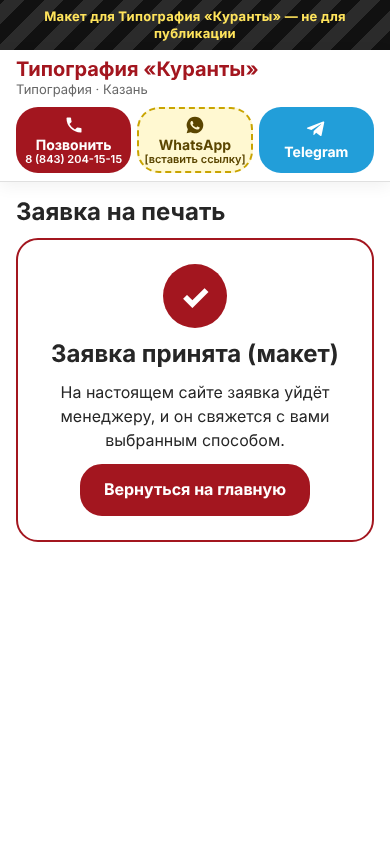 Макет для Типография «Куранты» — не для
публикации
Типография «Куранты»
Типография · Казань
Позвонить
8 (843) 204-15-15
WhatsApp
[вставить ссылку]
Telegram
Заявка на печать
Заявка принята (макет)
На настоящем сайте заявка уйдёт
менеджеру, и он свяжется с вами
выбранным способом.
Вернуться на главную